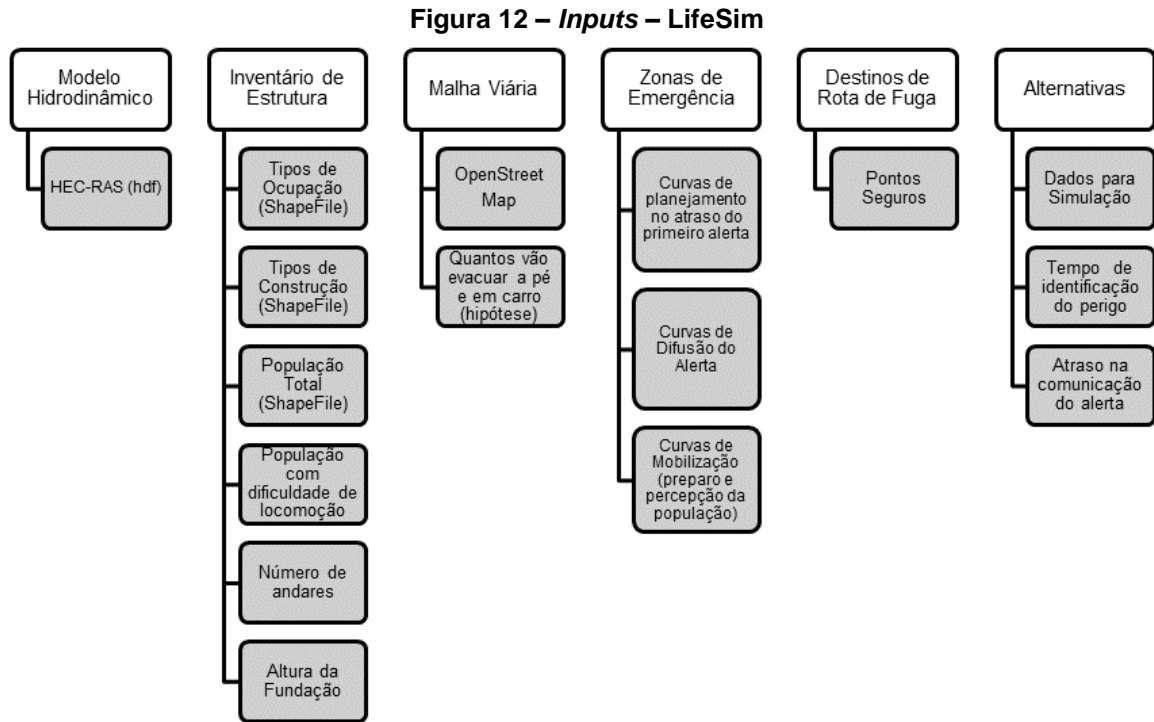 Figura 12 – Inputs – LifeSim
Modelo
Hidrodinâmico
HEC-RAS (hdf)
Inventário de
Estrutura
Tipos de
Ocupação
(ShapeFile)
Tipos de
Construção
(ShapeFile)
População
Total
(ShapeFile)
População
com
dificuldade de
locomoção
Número de
andares
Altura da
Fundação
Malha Viária
OpenStreet
Map
Quantos vão
evacuar a pé
e em carro
(hipótese)
Zonas de
Emergência
Curvas de
planejamento
no atraso do
primeiro alerta
Curvas de
Difusão do
Alerta
Curvas de
Mobilização
(preparo e
percepção da
população)
Destinos de
Rota de Fuga
Pontos
Seguros
Alternativas
Dados para
Simulação
Tempo de
identificação
do perigo
Atraso na
comunicação
do alerta